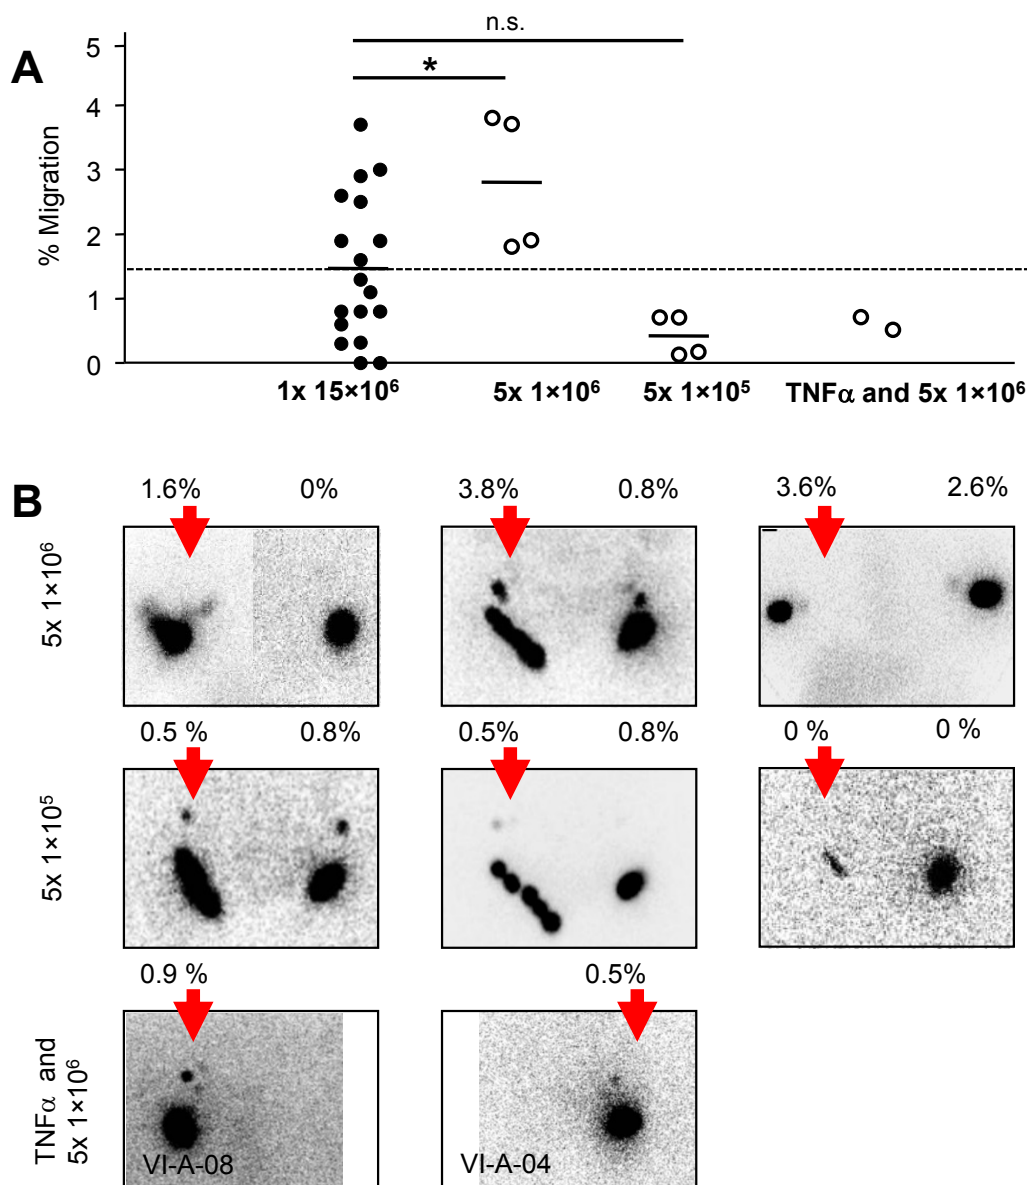 n.s.
A
*
% Migration
5
4
3
2
1
0
1x 15×10⁶
5x 1×10⁶
5x 1×10⁵
TNFα and 5x 1×10⁶
B
1.6% 0% 3.8% 0.8% 3.6% 2.6%
5x 1×10⁶
0.5 % 0.8% 0.5% 0.8% 0 % 0 %
5x 1×10⁵
0.9 % 0.5%
TNFα and
5x 1×10⁶
VI-A-08
VI-A-04